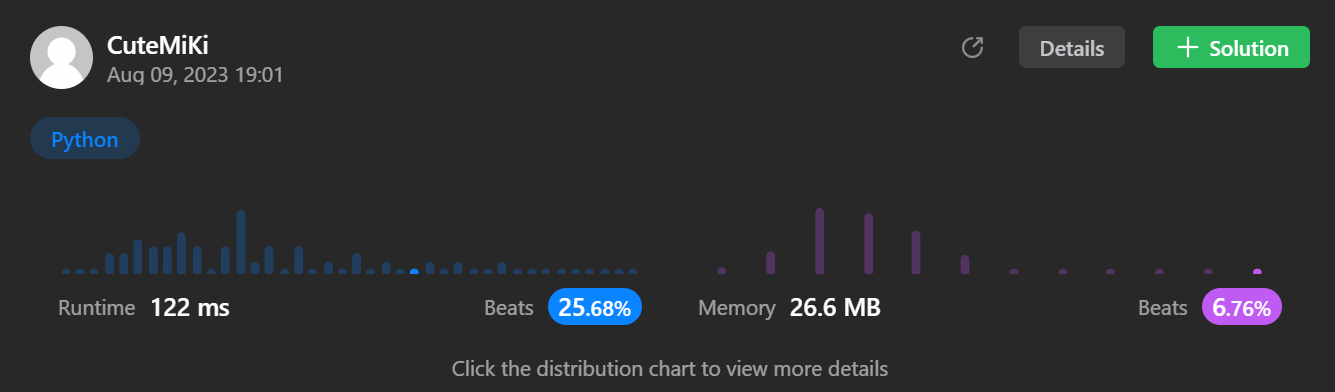 CuteMiKi
Aug 09, 2023 19:01
Details
+ Solution
Python
Runtime 122 ms Beats 25.68% Memory 26.6 MB Beats 6.76%
Click the distribution chart to view more details